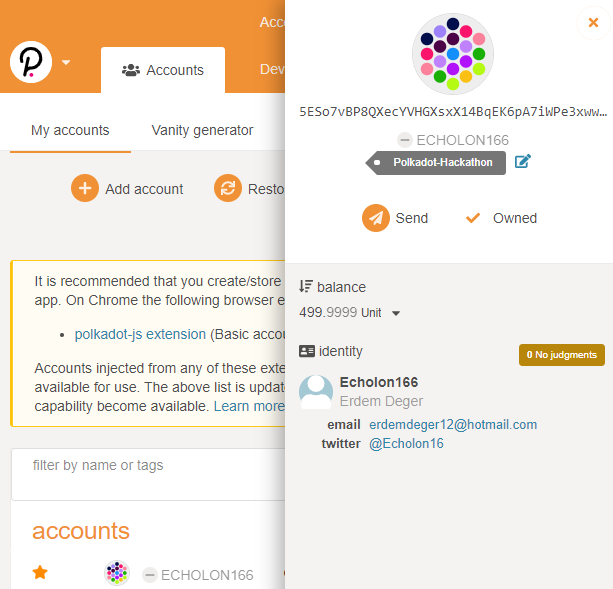 Acc
Accounts
Dev
My accounts
Vanity generator
Add account
Resto
It is recommended that you create/store
app. On Chrome the following browser e
polkadot-js extension (Basic accou
Accounts injected from any of these exte
available for use. The above list is updat
capability become available. Learn more
filter by name or tags
accounts
ECHOLON166
5ESo7vBP8QXecYVHGXsxX14BqEK6pA7iWPe3xww…
ECHOLON166
Polkadot-Hackathon
Send
Owned
balance
499.9999 Unit
identity
0 No judgments
Echolon166
Erdem Deger
email erdemdeger12@hotmail.com
twitter @Echolon16